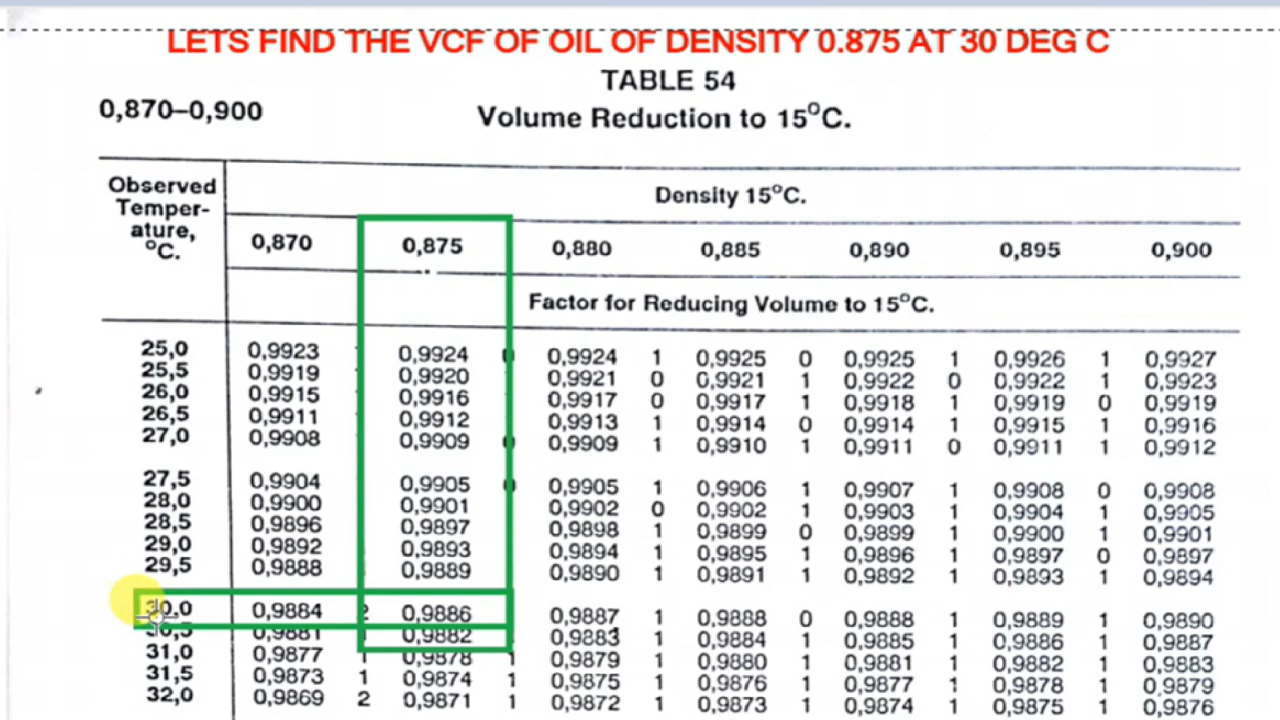 LETS FIND THE VCF OF OIL OF DENSITY 0.875 AT 30 DEG C
TABLE 54
0,870–0,900
Volume Reduction to 15°C.
Observed Temper- ature, °C.
Density 15°C.
0,870 0,875 0,880 0,885 0,890 0,895 0,900
Factor for Reducing Volume to 15°C.
25,0 0,9923 0,9924 0 0,9924 1 0,9925 0 0,9925 1 0,9926 1 0,9927
25,5 0,9919 0,9920 0,9921 0 0,9921 1 0,9922 0 0,9922 1 0,9923
26,0 0,9915 0,9916 0,9917 0 0,9917 1 0,9918 1 0,9919 0 0,9919
26,5 0,9911 0,9912 0,9913 1 0,9914 0 0,9914 1 0,9915 1 0,9916
27,0 0,9908 0,9909 0 0,9909 1 0,9910 1 0,9911 0 0,9911 1 0,9912
27,5 0,9904 0,9905 0 0,9905 1 0,9906 1 0,9907 1 0,9908 0 0,9908
28,0 0,9900 0,9901 0,9902 0 0,9902 1 0,9903 1 0,9904 1 0,9905
28,5 0,9896 0,9897 0,9898 1 0,9899 0 0,9899 1 0,9900 1 0,9901
29,0 0,9892 0,9893 0,9894 1 0,9895 1 0,9896 1 0,9897 0 0,9897
29,5 0,9888 0,9889 0,9890 1 0,9891 1 0,9892 1 0,9893 1 0,9894
30,0 0,9884 2 0,9886 0,9887 1 0,9888 0 0,9888 1 0,9889 1 0,9890
30,5 0,9881 1 0,9882 0,9883 1 0,9884 1 0,9885 1 0,9886 1 0,9887
31,0 0,9877 1 0,9878 1 0,9879 1 0,9880 1 0,9881 1 0,9882 1 0,9883
31,5 0,9873 1 0,9874 1 0,9875 1 0,9876 1 0,9877 1 0,9878 1 0,9879
32,0 0,9869 2 0,9871 1 0,9872 1 0,9873 1 0,9874 1 0,9875 1 0,9876